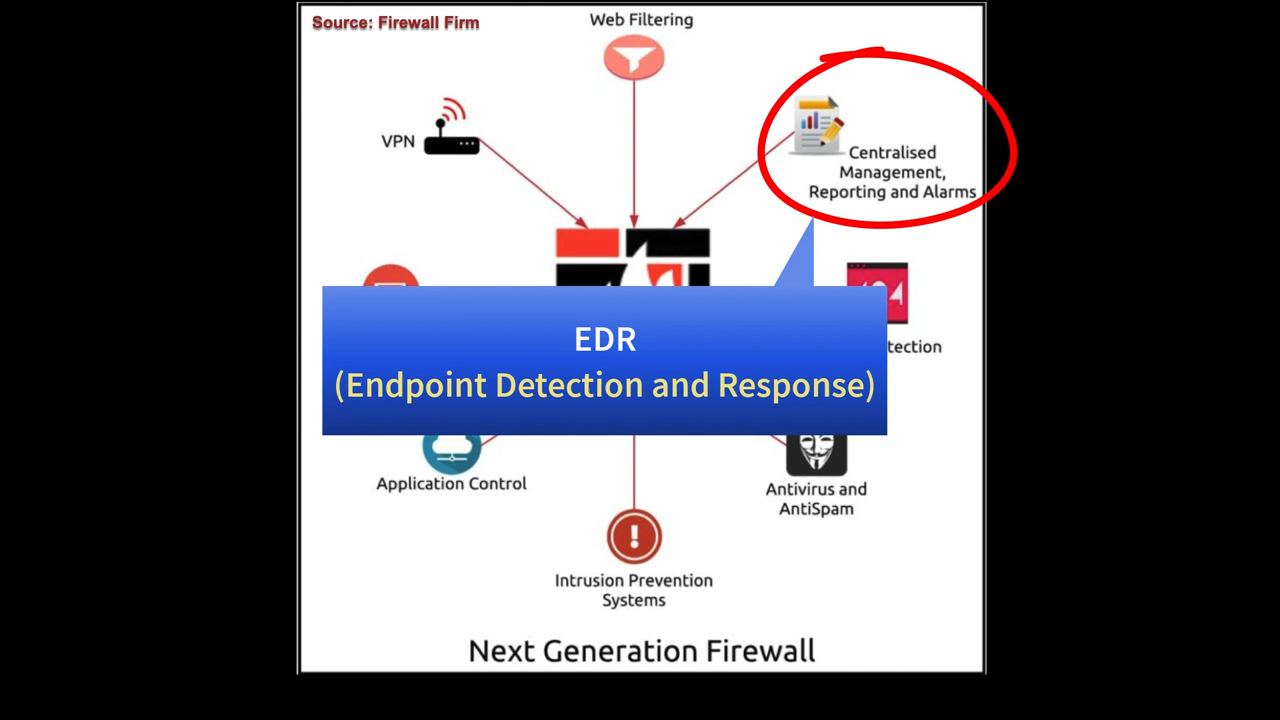 Source: Firewall Firm
Web Filtering
VPN
Centralised
Management,
Reporting and Alarms
EDR
(Endpoint Detection and Response)
Application Control
Antivirus and
AntiSpam
Intrusion Prevention
Systems
Next Generation Firewall